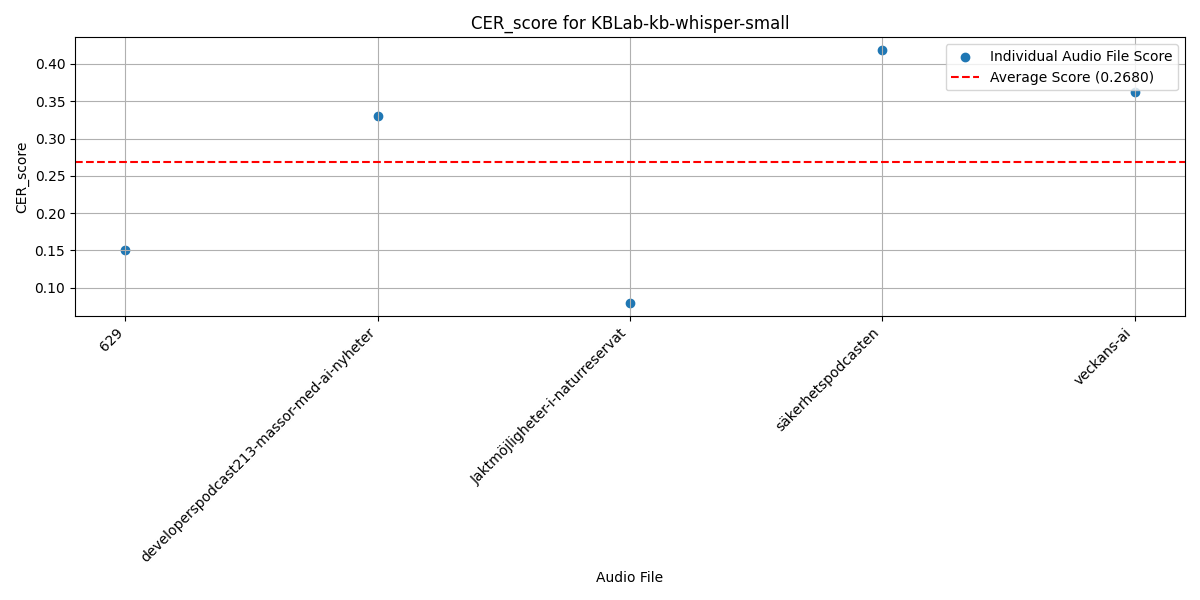 CER_score for KBLab-kb-whisper-small
Individual Audio File Score
Average Score (0.2680)
CER_score
0.40
0.35
0.30
0.25
0.20
0.15
0.10
629
developerspodcast213-massor-med-ai-nyheter
Jaktmöjligheter-i-naturreservat
säkerhetspodcasten
veckans-ai
Audio File